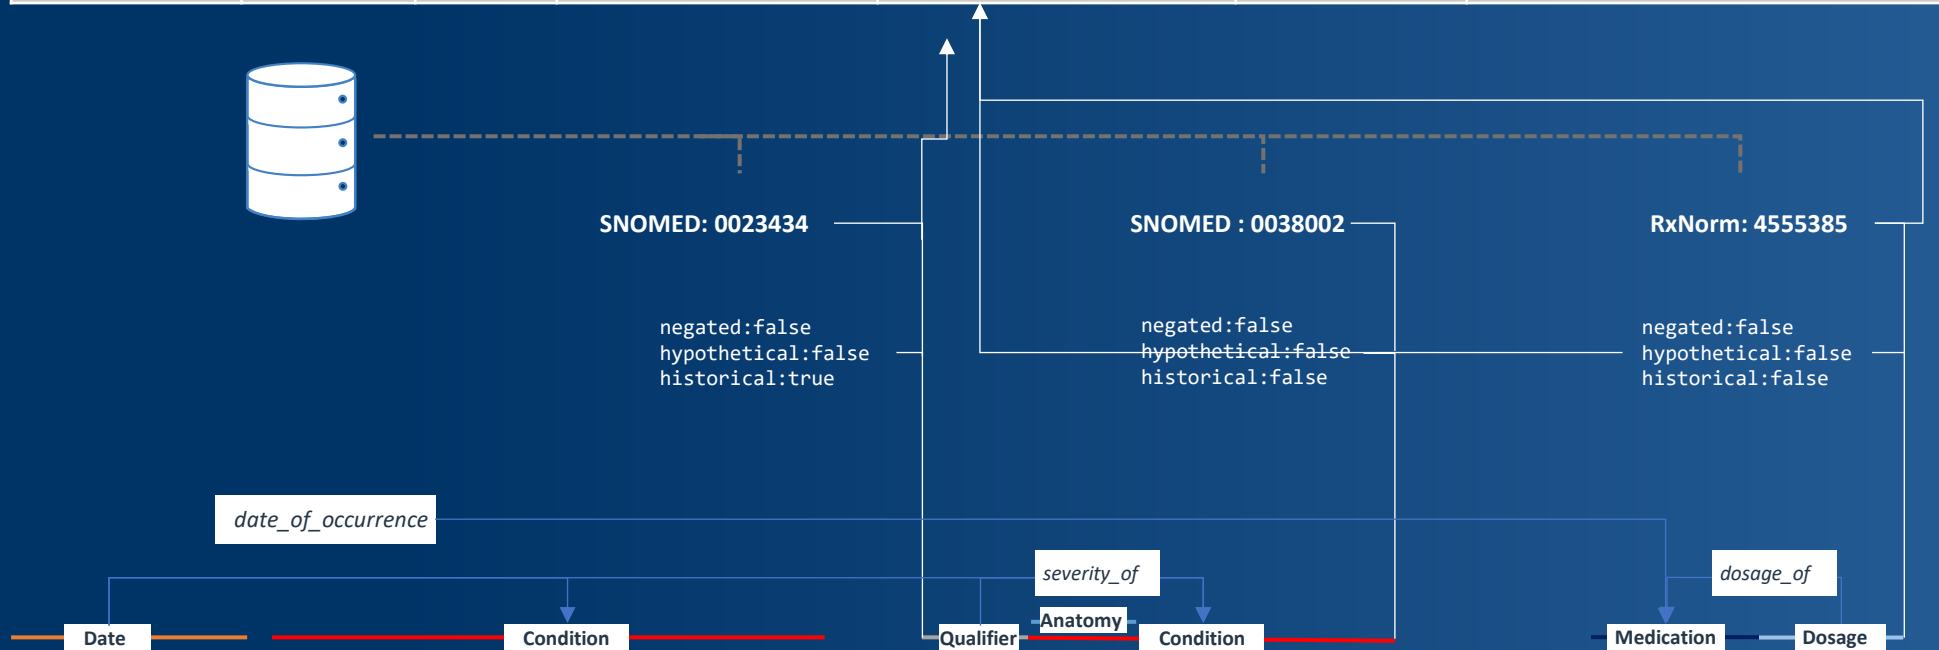 SNOMED: 0023434
SNOMED : 0038002
RxNorm: 4555385
negated:false
hypothetical:false
historical:true
negated:false
hypothetical:false
historical:false
negated:false
hypothetical:false
historical:false
date_of_occurrence
severity_of
dosage_of
Anatomy
Date
Condition
Qualifier
Condition
Medication
Dosage